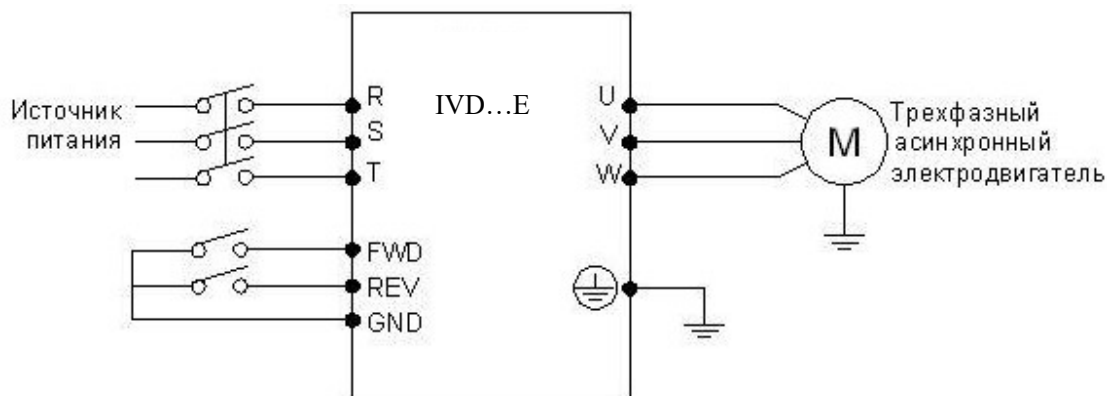 Источник
питания
R
S
T
FWD
REV
GND
IVD...E
U
V
W
M
Трехфазный
асинхронный
электродвигатель